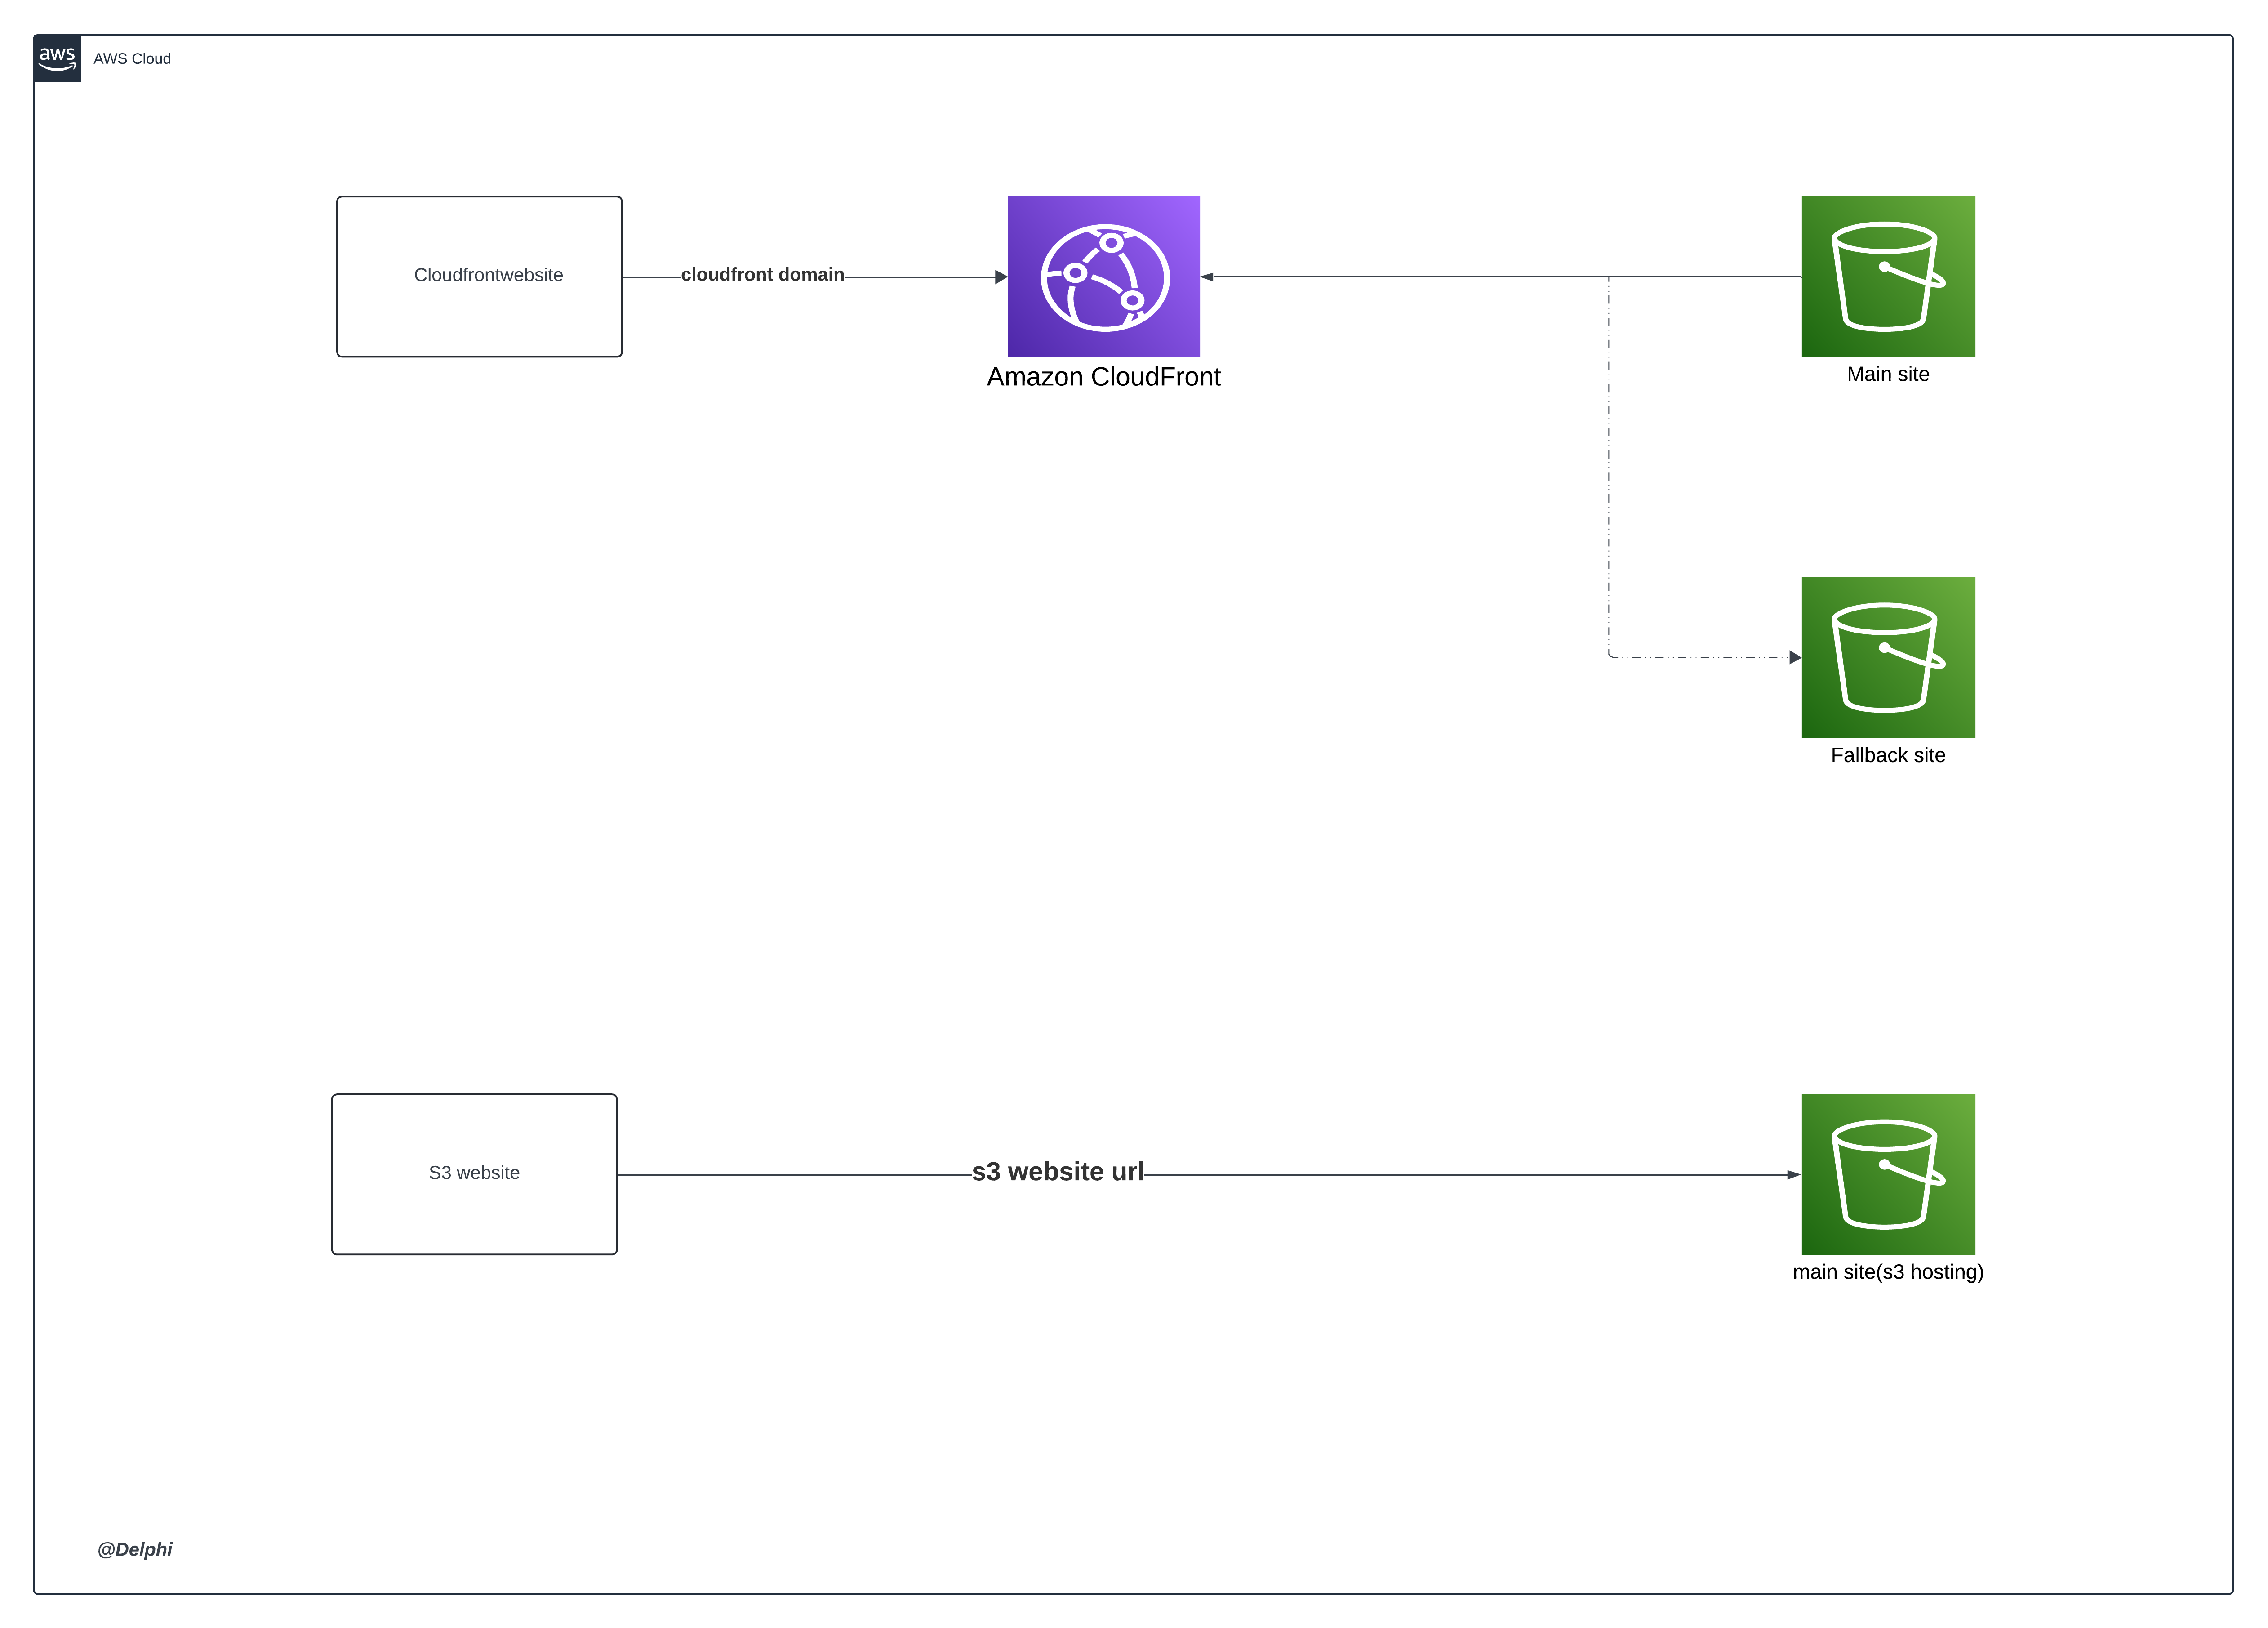 aws
AWS Cloud
Cloudfrontwebsite
cloudfront domain
Amazon CloudFront
Main site
Fallback site
S3 website
s3 website url
main site(s3 hosting)
@Delphi